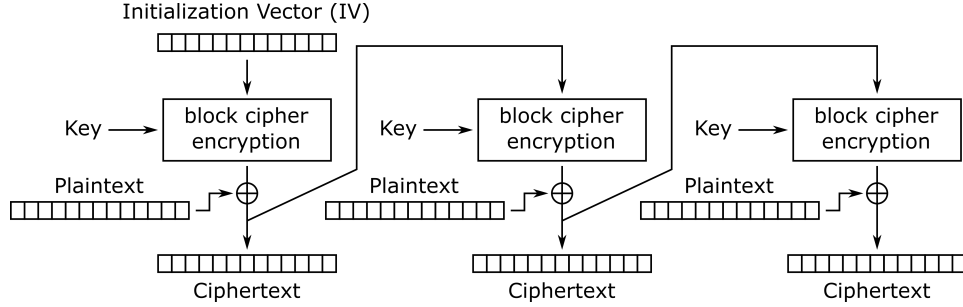 Initialization Vector (IV)
Key
block cipher
encryption
Key
block cipher
encryption
Key
block cipher
encryption
Plaintext
Plaintext
Plaintext
Ciphertext
Ciphertext
Ciphertext